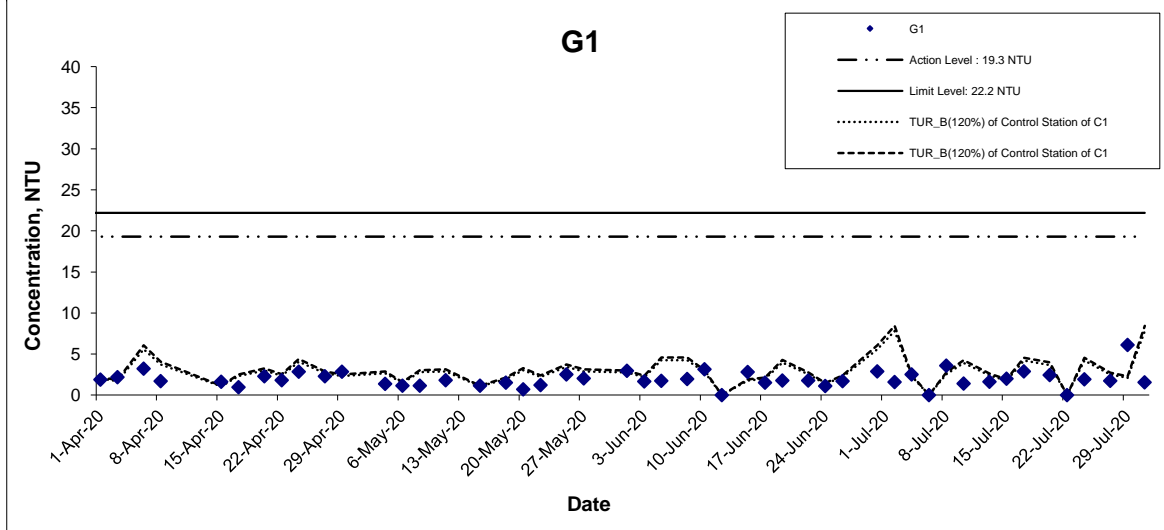 G1
G1
Action Level : 19.3 NTU
Limit Level: 22.2 NTU
TUR_B(120%) of Control Station of C1
TUR_B(120%) of Control Station of C1
Concentration, NTU
40
35
30
25
20
15
10
5
0
1-Apr-20
8-Apr-20
15-Apr-20
22-Apr-20
29-Apr-20
6-May-20
13-May-20
20-May-20
27-May-20
3-Jun-20
10-Jun-20
17-Jun-20
24-Jun-20
1-Jul-20
8-Jul-20
15-Jul-20
22-Jul-20
29-Jul-20
Date